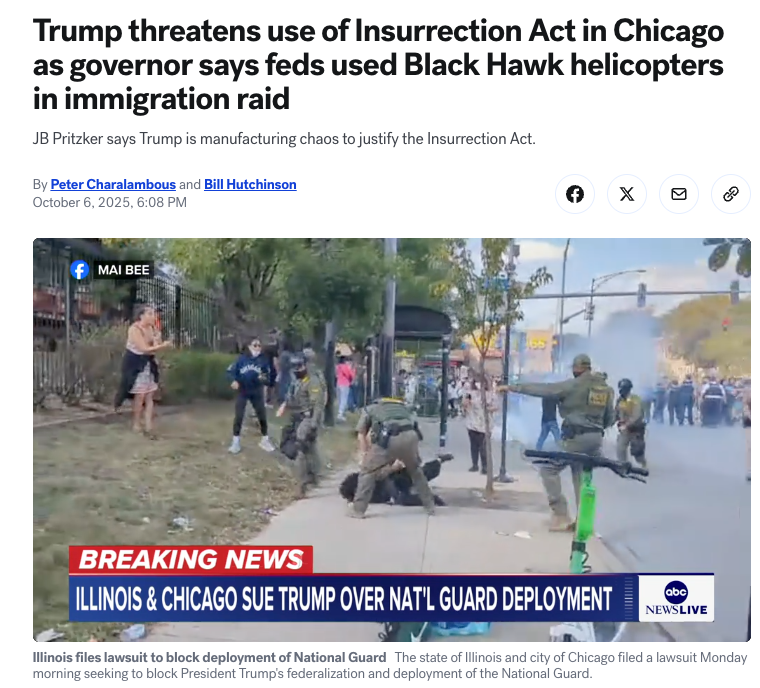 Trump threatens use of Insurrection Act in Chicago
as governor says feds used Black Hawk helicopters
in immigration raid
JB Pritzker says Trump is manufacturing chaos to justify the Insurrection Act.
By Peter Charalambous and Bill Hutchinson
October 6, 2025, 6:08 PM
MAI BEE
BREAKING NEWS
ILLINOIS & CHICAGO SUE TRUMP OVER NAT'L GUARD DEPLOYMENT
abc
NEWSLIVE
Illinois files lawsuit to block deployment of National Guard The state of Illinois and city of Chicago filed a lawsuit Monday
morning seeking to block President Trump's federalization and deployment of the National Guard.